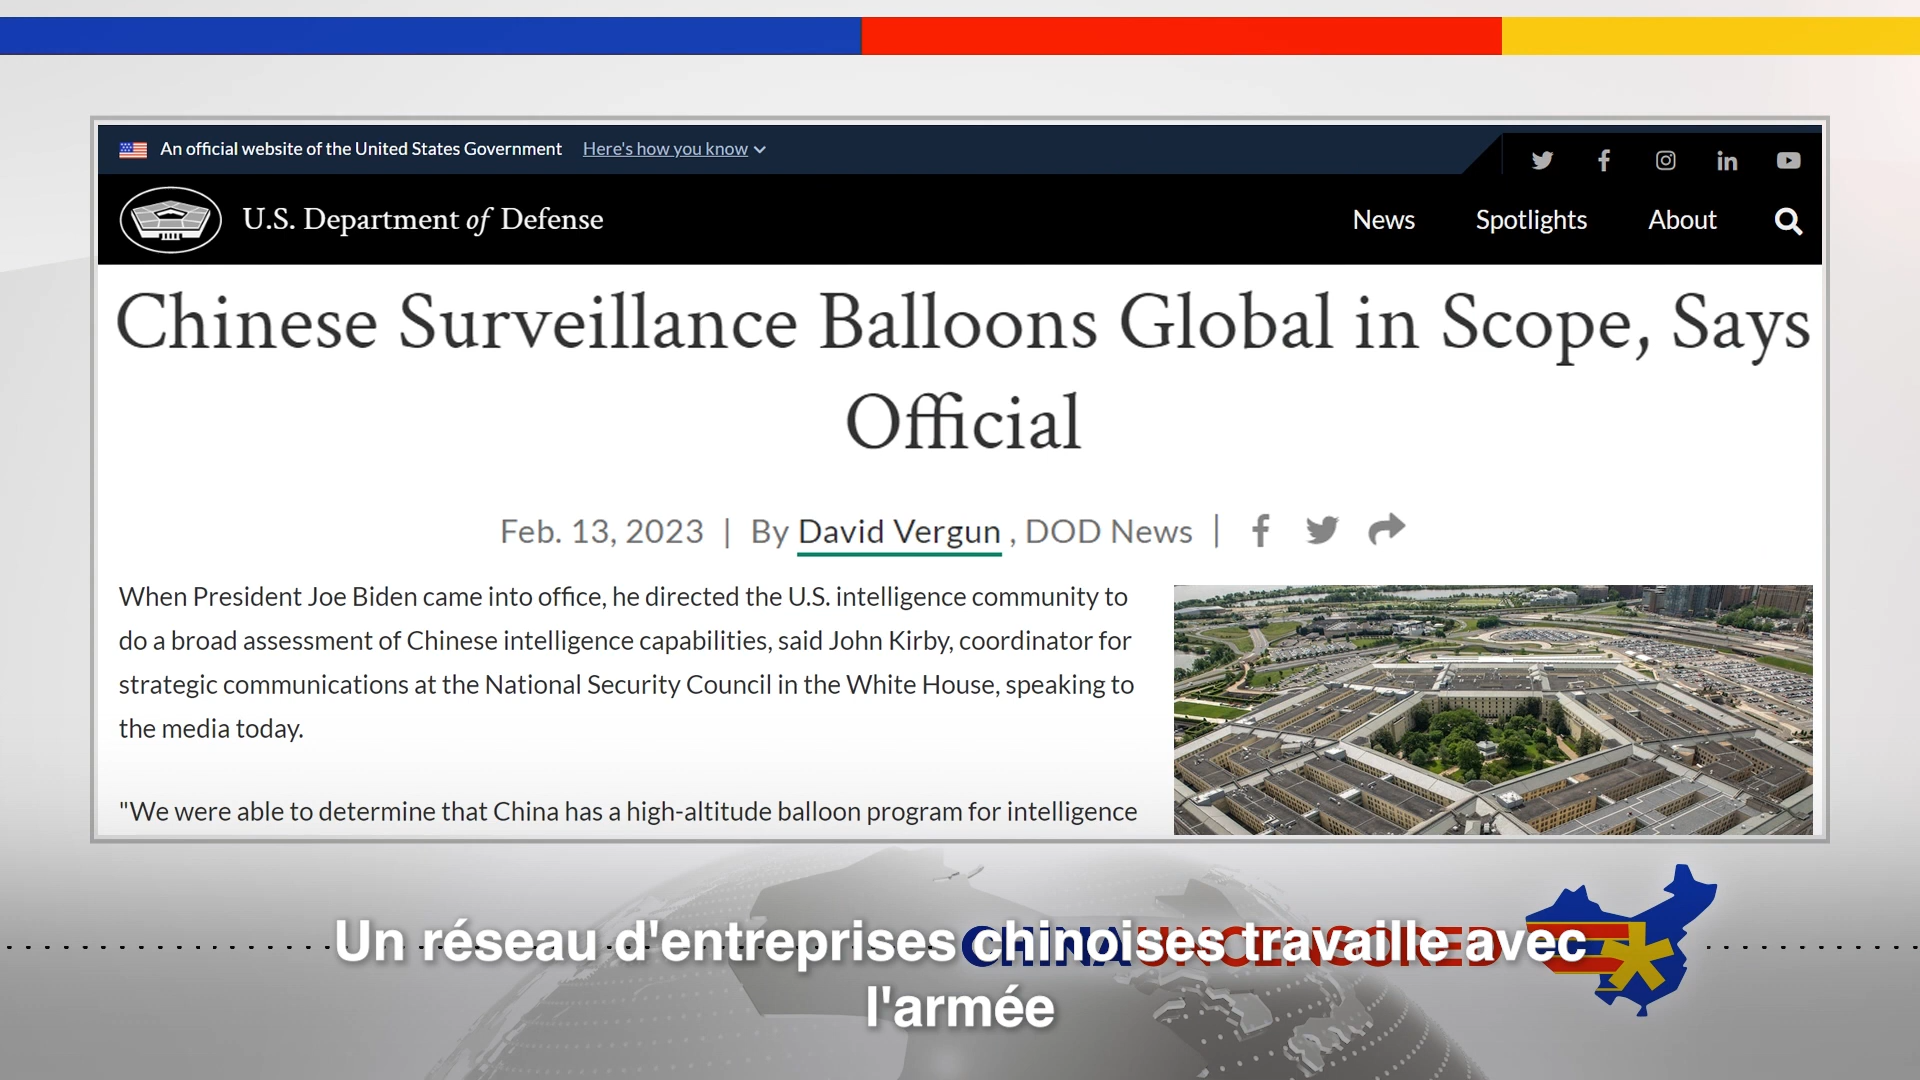 An official website of the United States Government Here's how you know
U.S. Department of Defense
News Spotlights About
Chinese Surveillance Balloons Global in Scope, Says
Official
Feb. 13, 2023 | By David Vergun , DOD News |
When President Joe Biden came into office, he directed the U.S. intelligence community to
do a broad assessment of Chinese intelligence capabilities, said John Kirby, coordinator for
strategic communications at the National Security Council in the White House, speaking to
the media today.
"We were able to determine that China has a high-altitude balloon program for intelligence
CHINA UNCENSORED
Un réseau d'entreprises chinoises travaille avec
l'armée